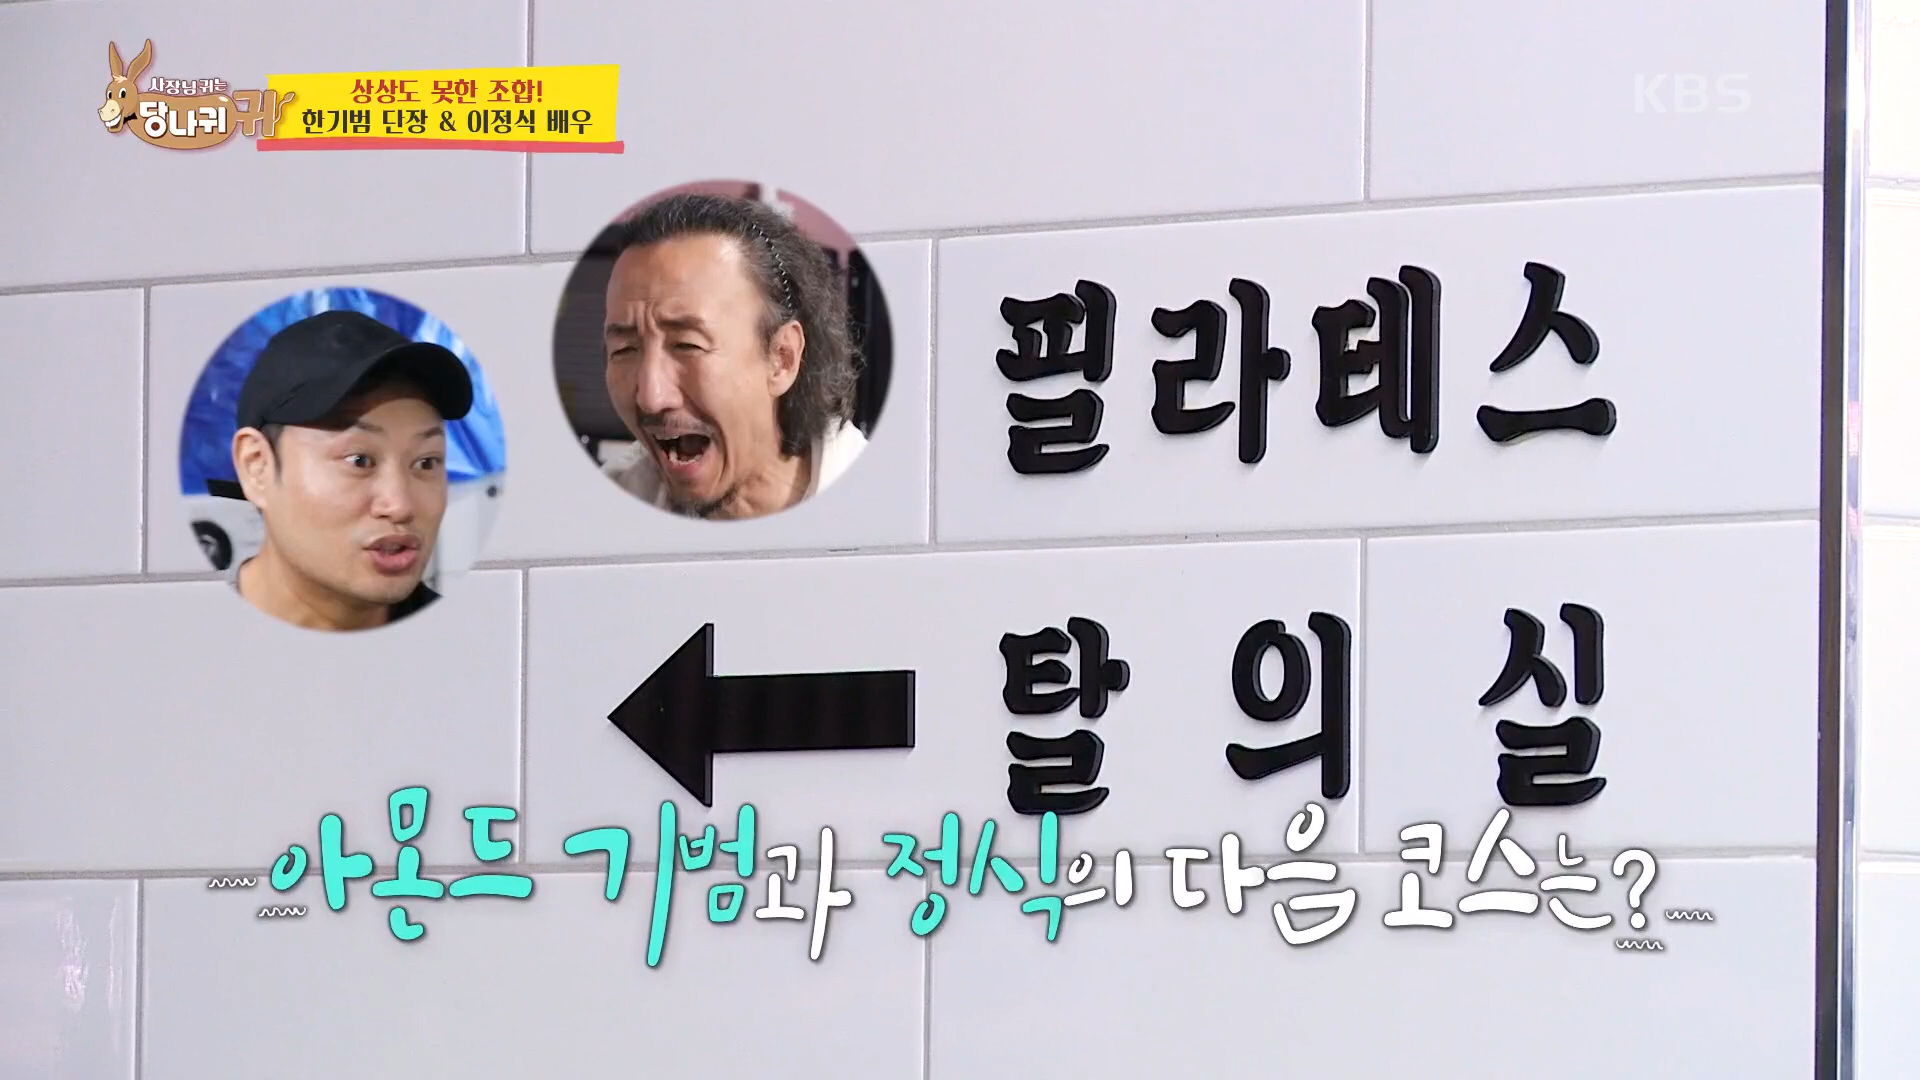 사장님 귀는
당나귀 귀
상상도 못한 조합!
한기범 단장 & 이정식 배우
KBS
필라테스
탈의실
아몬드 기범과 정식의 다음 코스는?